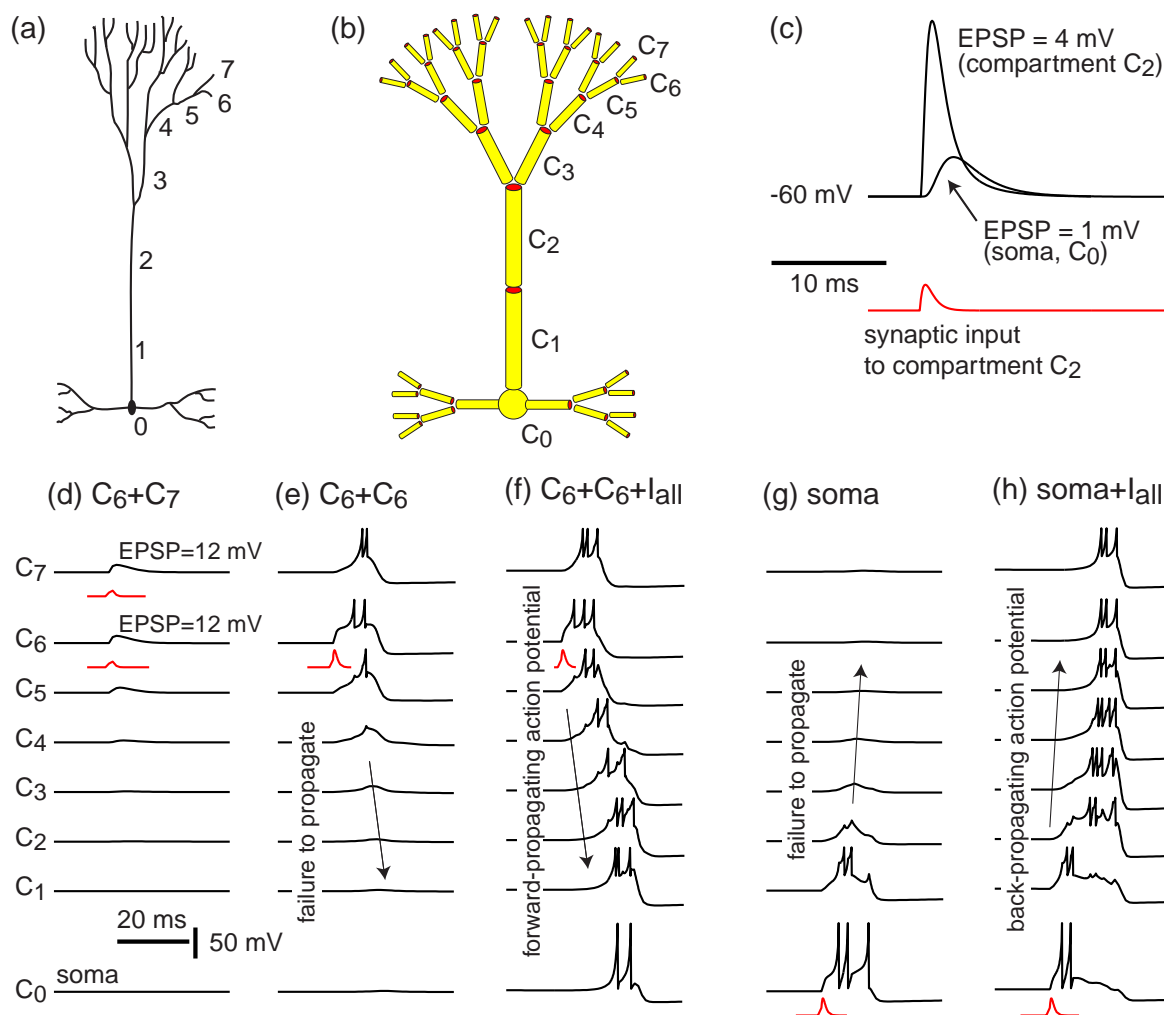 (a)
7
6
5
4
3
2
1
0
(b)
C7
C6
C5
C4
C3
C2
C1
C0
(c)
EPSP = 4 mV
(compartment C2)
-60 mV
EPSP = 1 mV
(soma, C0)
10 ms
synaptic input
to compartment C2
(d) C6+C7
C7
EPSP=12 mV
C6
EPSP=12 mV
C5
C4
C3
C2
C1
20 ms
50 mV
soma
C0
(e) C6+C6
failure to propagate
(f) C6+C6+Iall
forward-propagating action potential
(g) soma
failure to propagate
(h) soma+Iall
back-propagating action potential